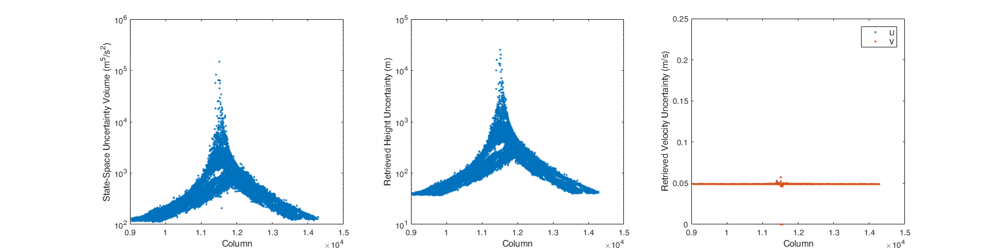 State-Space Uncertainty Volume (m^5/s^2)
10^6
10^5
10^4
10^3
10^2
0.9 1 1.1 1.2 1.3 1.4 1.5
Column
×10^4
Retrieved Height Uncertainty (m)
10^5
10^4
10^3
10^2
10^1
0.9 1 1.1 1.2 1.3 1.4 1.5
Column
×10^4
Retrieved Velocity Uncertainty (m/s)
0.25
0.2
0.15
0.1
0.05
0
U
V
0.9 1 1.1 1.2 1.3 1.4 1.5
Column
×10^4